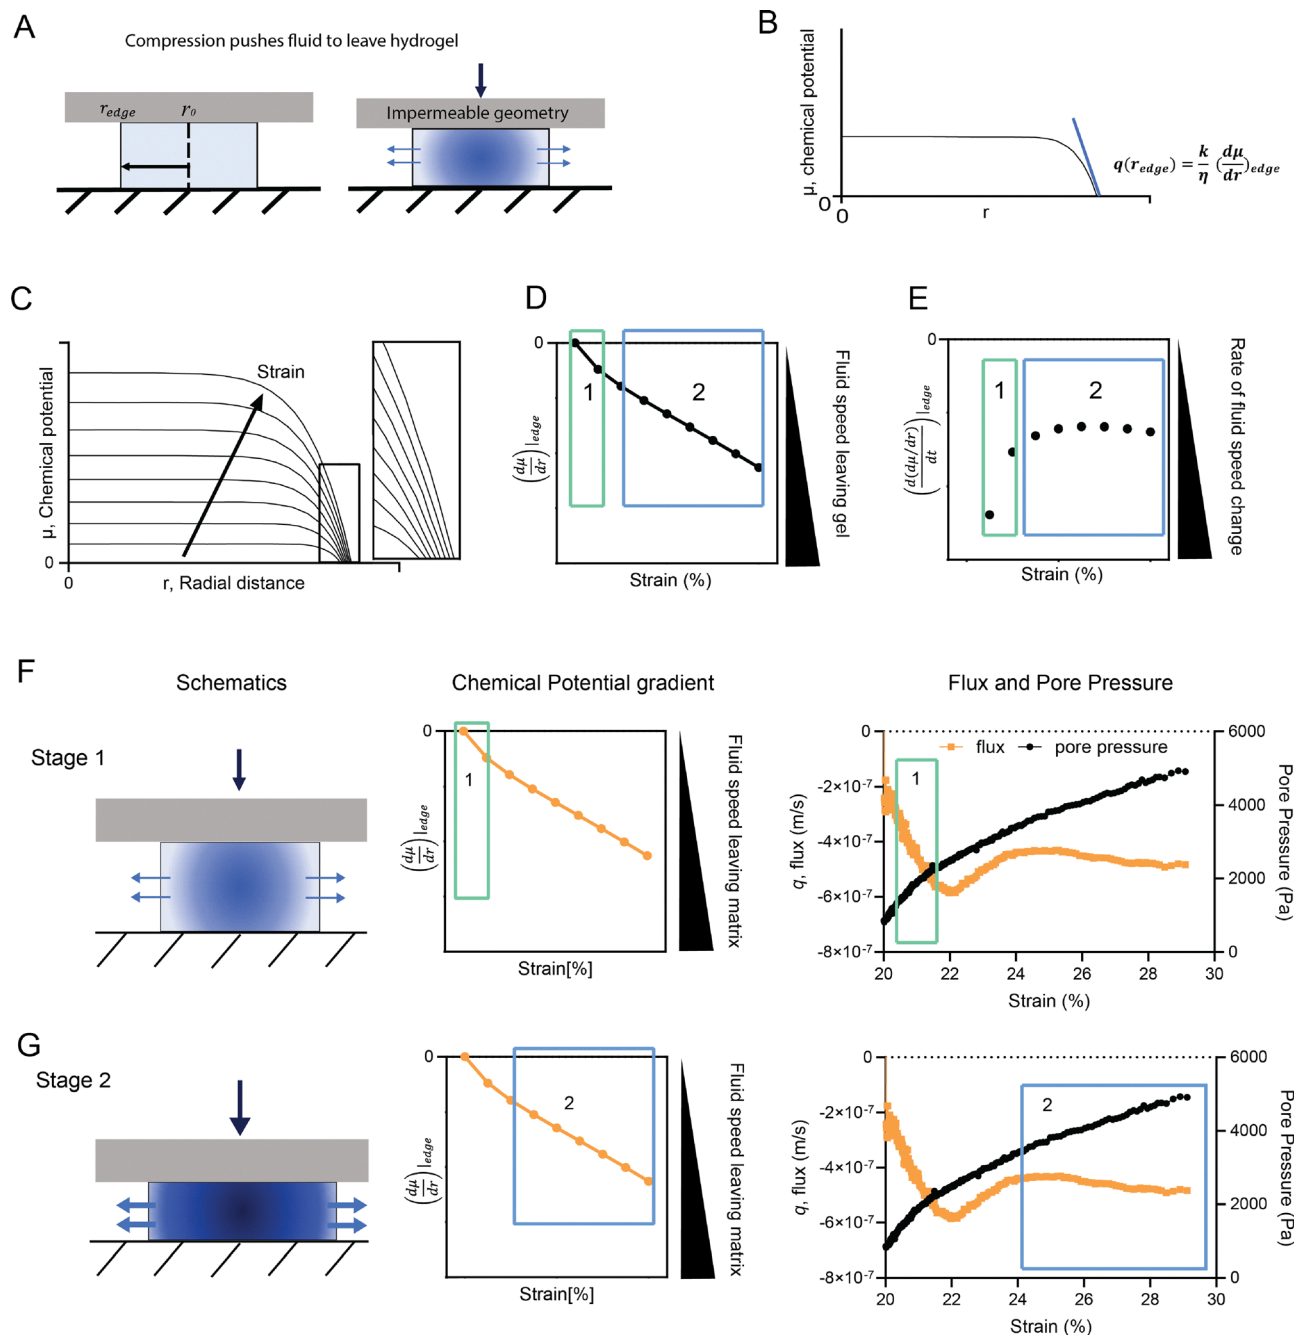 A
Compression pushes fluid to leave hydrogel
r_edge
r_0
Impermeable geometry
B
μ, chemical potential
0
0
r
q(r_edge) = k/η (dμ/dr)_edge
C
μ, Chemical potential
Strain
0
0
r, Radial distance
D
0
1
2
(dμ/dr)|_edge
Strain (%)
Fluid speed leaving gel
E
0
1
2
(d(dμ/dr)/dt)|_edge
Strain (%)
Rate of fluid speed change
F
Schematics
Chemical Potential gradient
Flux and Pore Pressure
Stage 1
0
1
(dμ/dr)|_edge
Strain[%]
Fluid speed leaving matrix
flux
pore pressure
1
q, flux (m/s)
0
-2×10⁻⁷
-4×10⁻⁷
-6×10⁻⁷
-8×10⁻⁷
20
22
24
26
28
30
Strain (%)
6000
4000
2000
0
Pore Pressure (Pa)
G
Stage 2
0
2
(dμ/dr)|_edge
Strain[%]
Fluid speed leaving matrix
2
q, flux (m/s)
0
-2×10⁻⁷
-4×10⁻⁷
-6×10⁻⁷
-8×10⁻⁷
20
22
24
26
28
30
Strain (%)
6000
4000
2000
0
Pore Pressure (Pa)